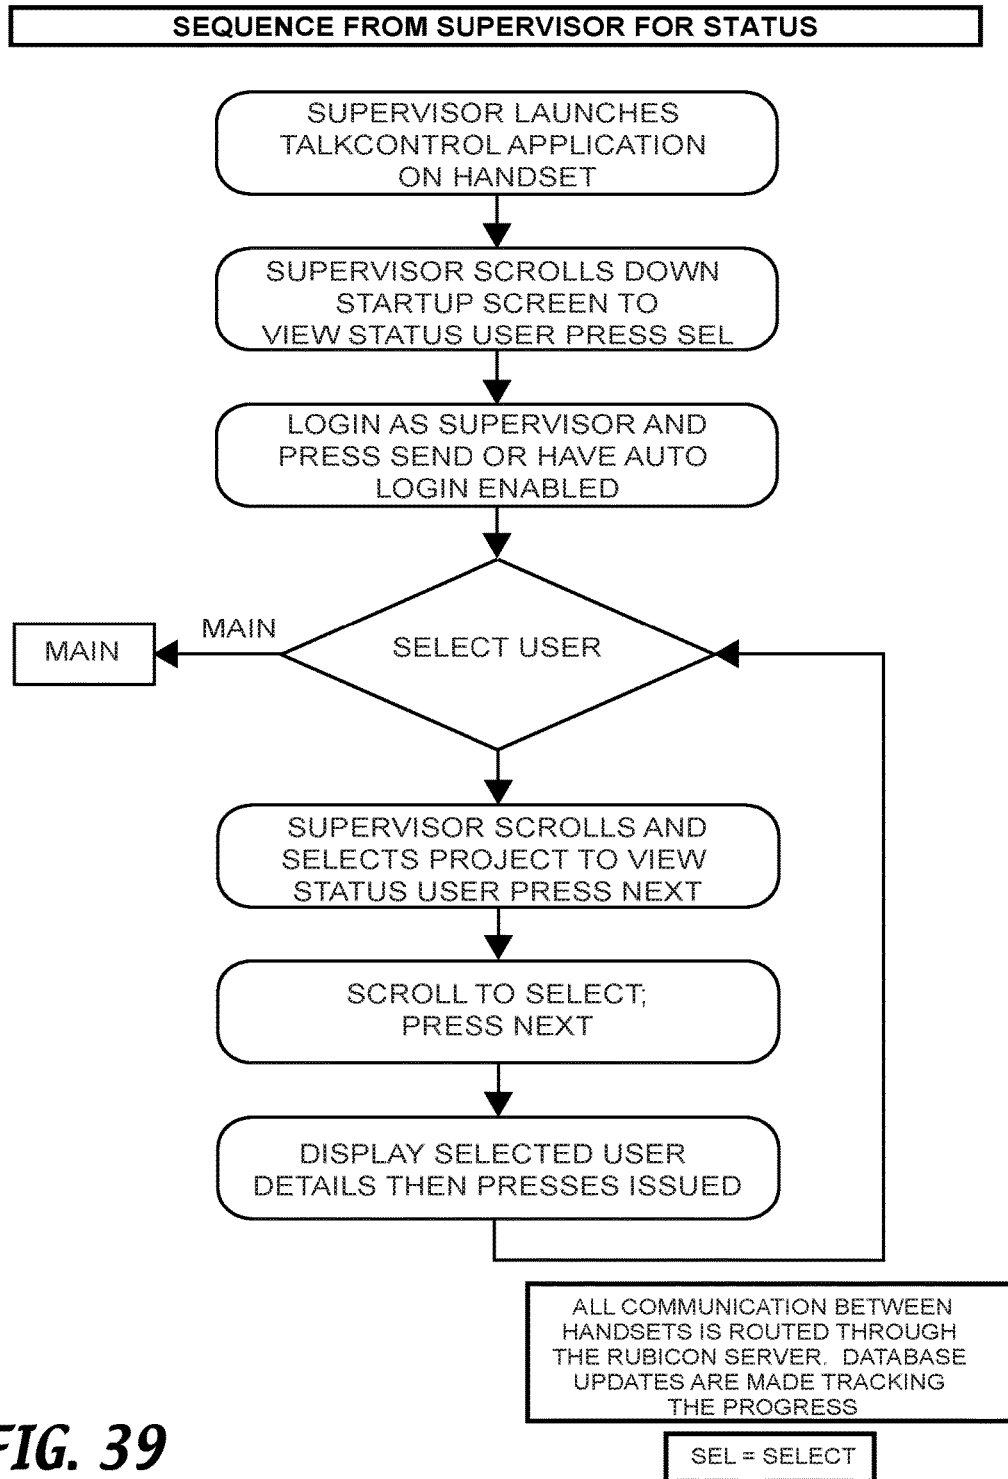 SEQUENCE FROM SUPERVISOR FOR STATUS
SUPERVISOR LAUNCHES
TALKCONTROL APPLICATION
ON HANDSET
SUPERVISOR SCROLLS DOWN
STARTUP SCREEN TO
VIEW STATUS USER PRESS SEL
LOGIN AS SUPERVISOR AND
PRESS SEND OR HAVE AUTO
LOGIN ENABLED
SELECT USER
MAIN
MAIN
SUPERVISOR SCROLLS AND
SELECTS PROJECT TO VIEW
STATUS USER PRESS NEXT
SCROLL TO SELECT;
PRESS NEXT
DISPLAY SELECTED USER
DETAILS THEN PRESSES ISSUED
ALL COMMUNICATION BETWEEN
HANDSETS IS ROUTED THROUGH
THE RUBICON SERVER. DATABASE
UPDATES ARE MADE TRACKING
THE PROGRESS
SEL = SELECT
FIG. 39